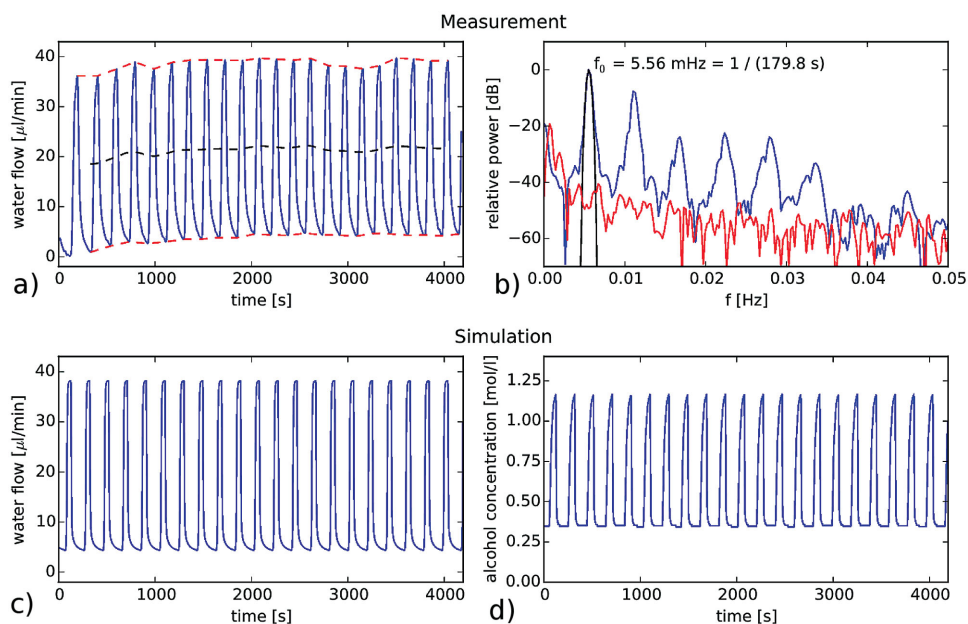 Measurement
water flow [μl/min]
40
30
20
10
0
0 1000 2000 3000 4000
time [s]
a)
relative power [dB]
0
−20
−40
−60
f₀ = 5.56 mHz = 1 / (179.8 s)
0.00 0.01 0.02 0.03 0.04 0.05
f [Hz]
b)
Simulation
water flow [μl/min]
40
30
20
10
0
0 1000 2000 3000 4000
time [s]
c)
alcohol concentration [mol/l]
1.25
1.00
0.75
0.50
0.25
0.00
0 1000 2000 3000 4000
time [s]
d)